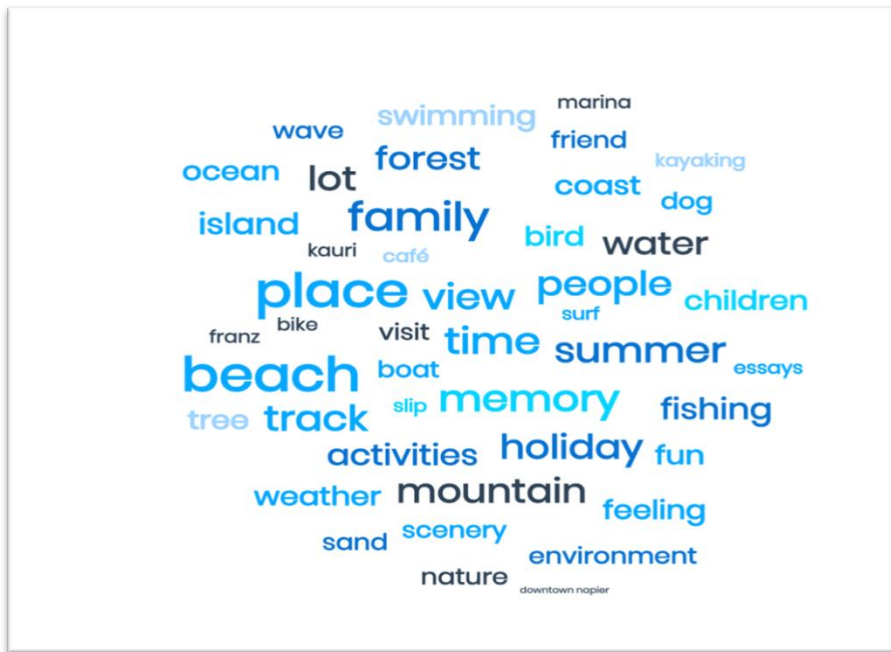 marina
swimming
wave
friend
forest
kayaking
ocean
lot
coast
dog
family
island
bird
water
kauri
café
people
place
view
children
surf
bike
visit
franz
time
summer
essays
beach
boat
memory
slip
fishing
tree
track
holiday
activities
fun
mountain
weather
feeling
scenery
sand
environment
nature
downtown napier